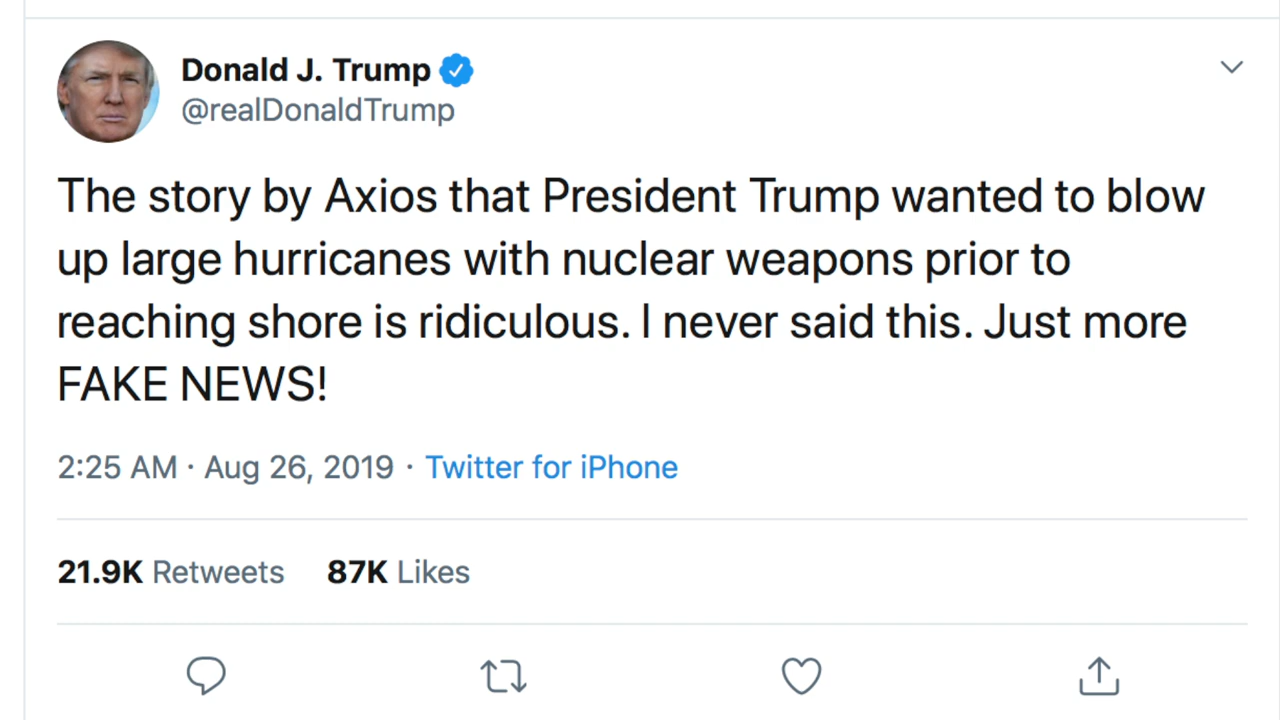 Donald J. Trump
@realDonaldTrump
The story by Axios that President Trump wanted to blow
up large hurricanes with nuclear weapons prior to
reaching shore is ridiculous. I never said this. Just more
FAKE NEWS!
2:25 AM · Aug 26, 2019 · Twitter for iPhone
21.9K Retweets 87K Likes